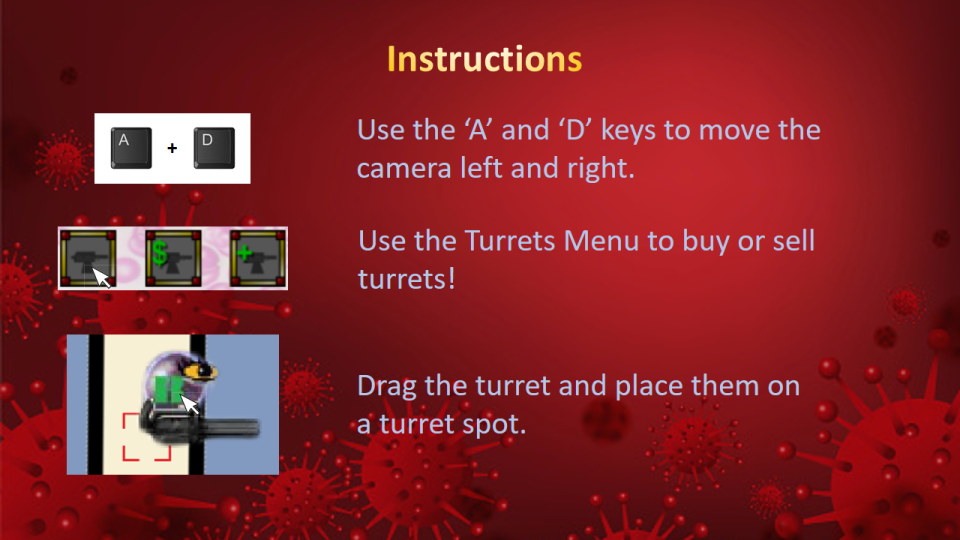 Instructions
A + D
Use the ‘A’ and ‘D’ keys to move the
camera left and right.
$ +
Use the Turrets Menu to buy or sell
turrets!
Drag the turret and place them on
a turret spot.